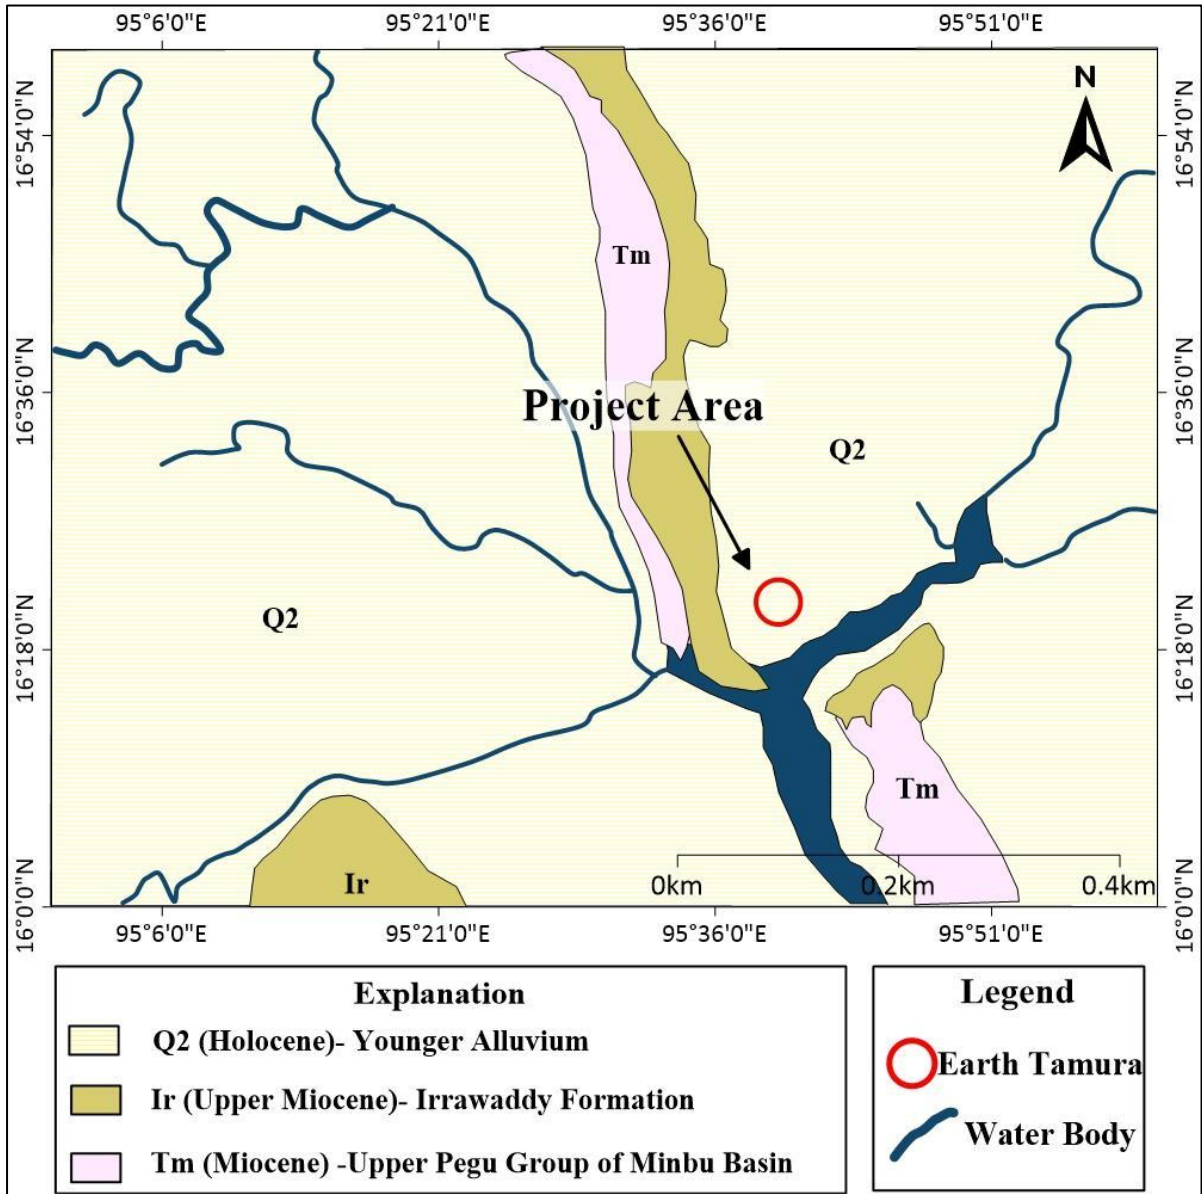 95°6'0"E 95°21'0"E 95°36'0"E 95°51'0"E
N
16°54'0"N 16°54'0"N
Tm
16°36'0"N 16°36'0"N
Project Area
Q2
Q2
16°18'0"N 16°18'0"N
Tm
Ir
0km 0.2km 0.4km
16°0'0"N 16°0'0"N
95°6'0"E 95°21'0"E 95°36'0"E 95°51'0"E
Explanation
Q2 (Holocene)- Younger Alluvium
Ir (Upper Miocene)- Irrawaddy Formation
Tm (Miocene) -Upper Pegu Group of Minbu Basin
Legend
Earth Tamura
Water Body